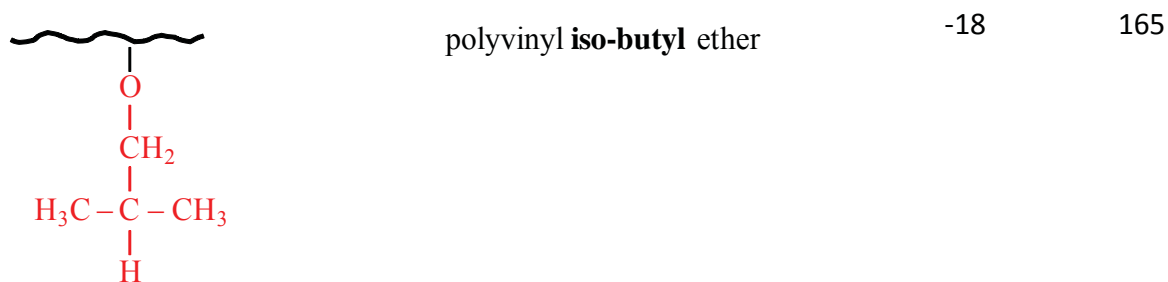 polyvinyl iso-butyl ether -18 165
O
CH₂
H₃C – C – CH₃
H